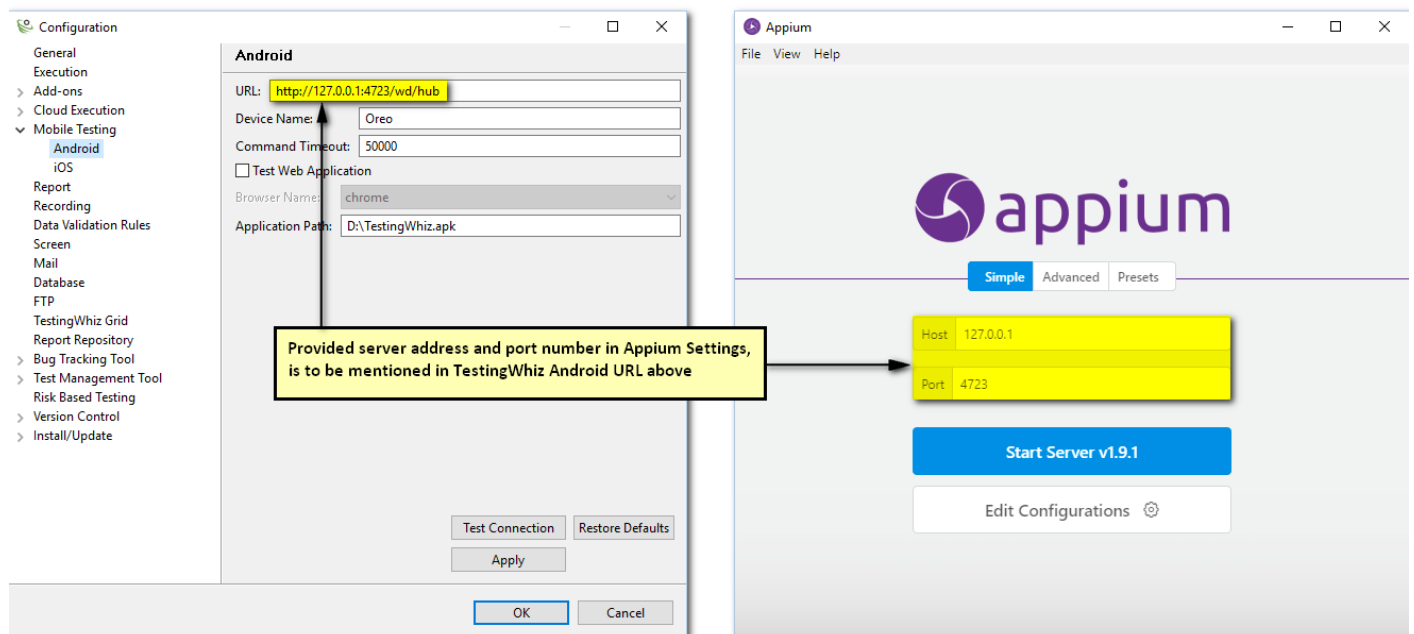 Configuration
General
Execution
Add-ons
Cloud Execution
Mobile Testing
Android
iOS
Report
Recording
Data Validation Rules
Screen
Mail
Database
FTP
TestingWhiz Grid
Report Repository
Bug Tracking Tool
Test Management Tool
Risk Based Testing
Version Control
Install/Update
Android
URL: http://127.0.0.1:4723/wd/hub
Device Name: Oreo
Command Timeout: 50000
Test Web Application
Browser Name: chrome
Application Path: D:\TestingWhiz.apk
Provided server address and port number in Appium Settings,
is to be mentioned in TestingWhiz Android URL above
Test Connection Restore Defaults
Apply
OK Cancel
Appium
File View Help
appium
Simple Advanced Presets
Host 127.0.0.1
Port 4723
Start Server v1.9.1
Edit Configurations